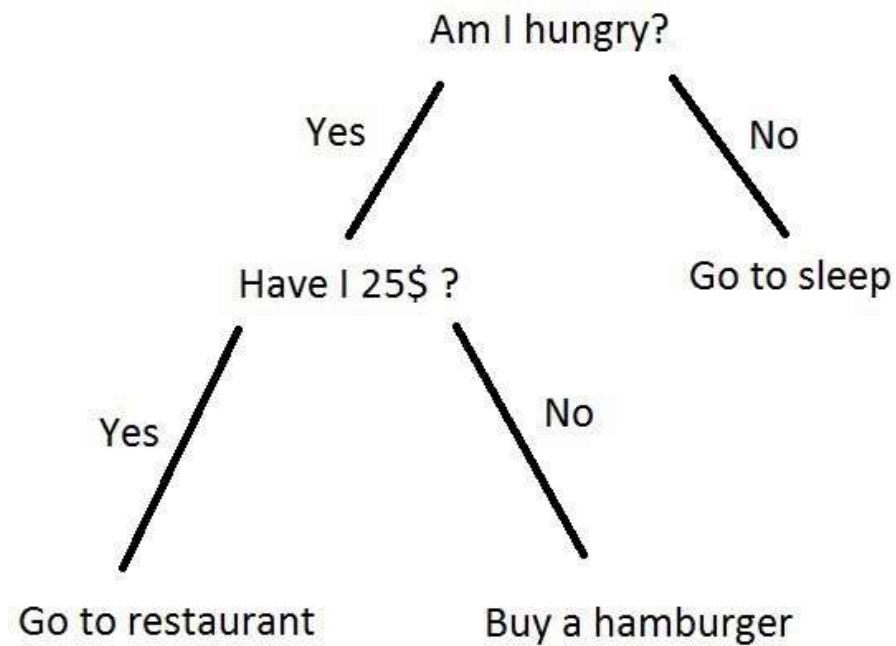 Am I hungry?
Yes
No
Have I 25$ ?
Go to sleep
Yes
No
Go to restaurant
Buy a hamburger